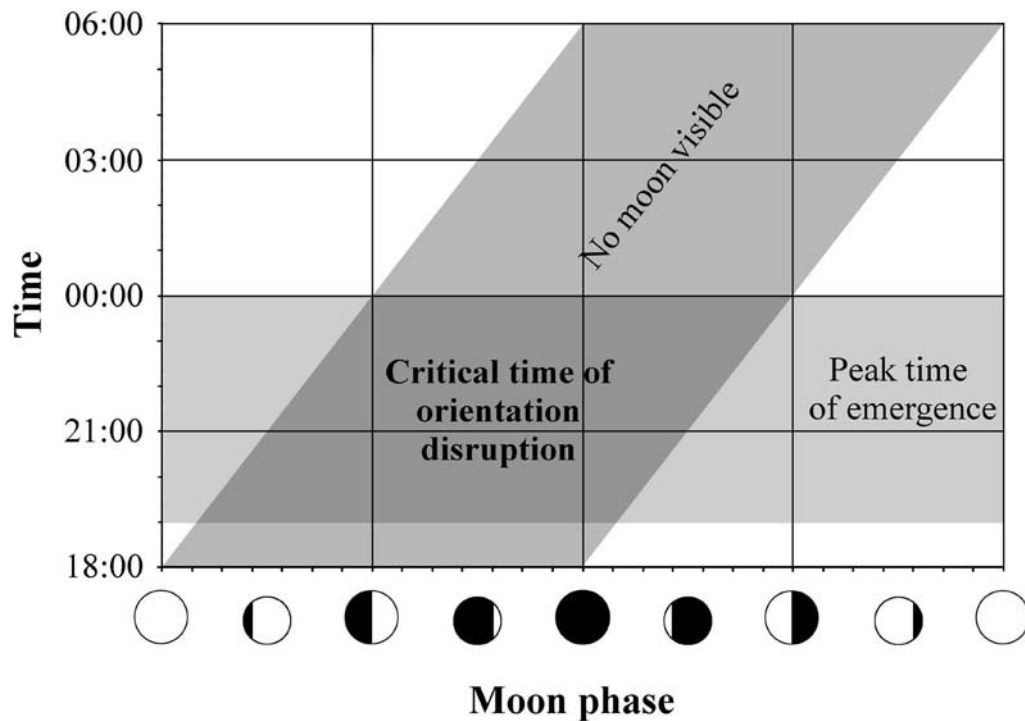 06:00
03:00
00:00
21:00
18:00
Time
No moon visible
Critical time of
orientation
disruption
Peak time
of emergence
Moon phase